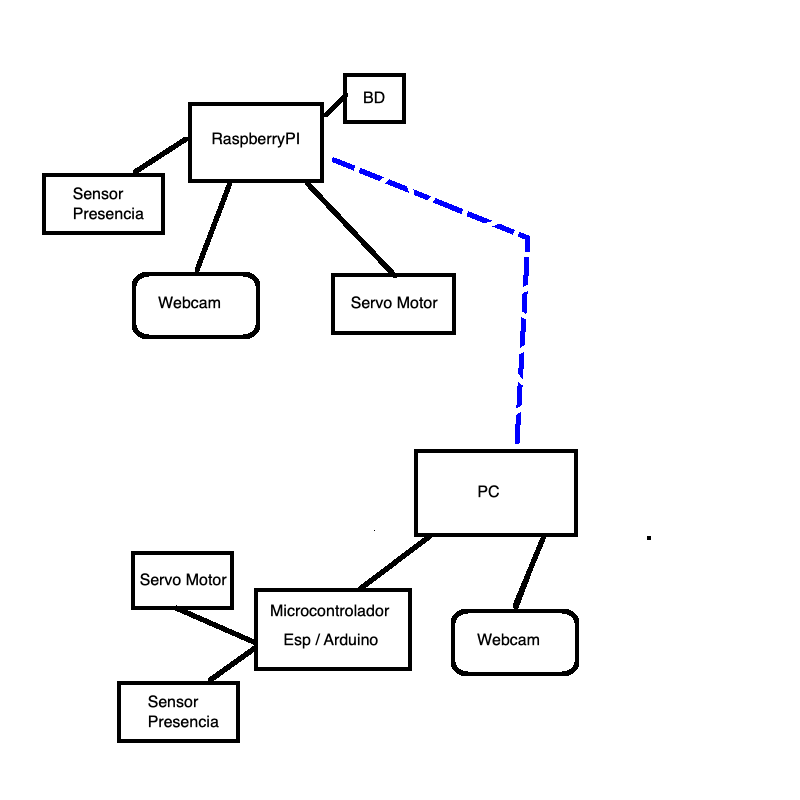 BD
RaspberryPI
Sensor
Presencia
Webcam
Servo Motor
PC
Servo Motor
Microcontrolador
Esp / Arduino
Webcam
Sensor
Presencia